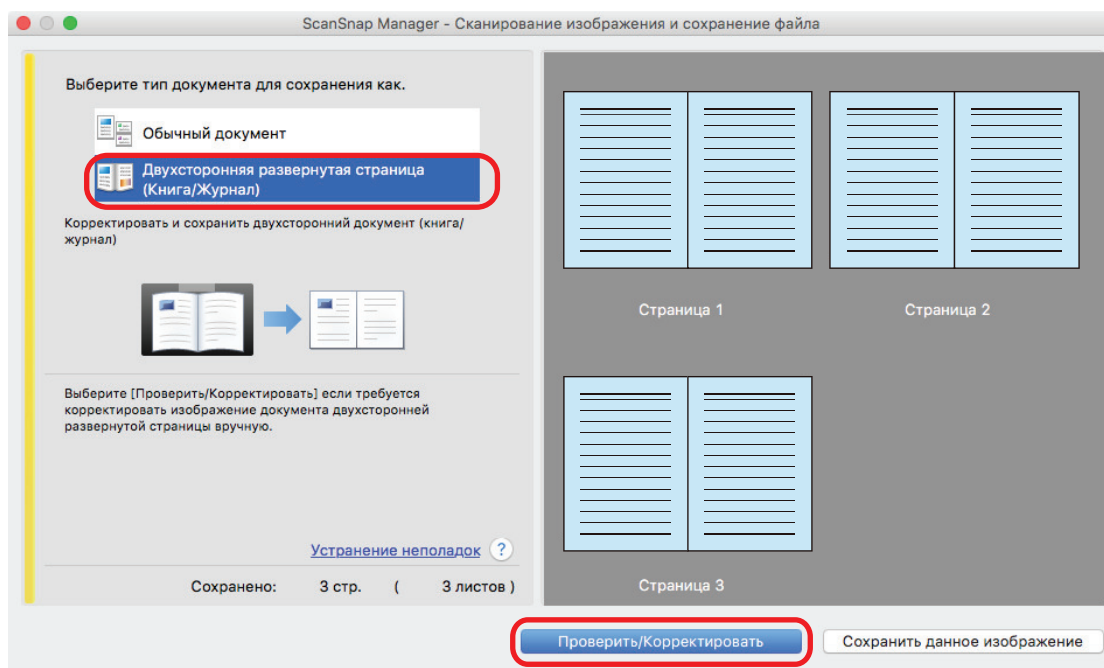 ScanSnap Manager - Сканирование изображения и сохранение файла
Выберите тип документа для сохранения как.
Обычный документ
Двухсторонняя развернутая страница
(Книга/Журнал)
Корректировать и сохранить двухсторонний документ (книга/
журнал)
Выберите [Проверить/Корректировать] если требуется
корректировать изображение документа двухсторонней
развернутой страницы вручную.
Устранение неполадок ?
Сохранено: 3 стр. ( 3 листов )
Страница 1
Страница 2
Страница 3
Проверить/Корректировать
Сохранить данное изображение